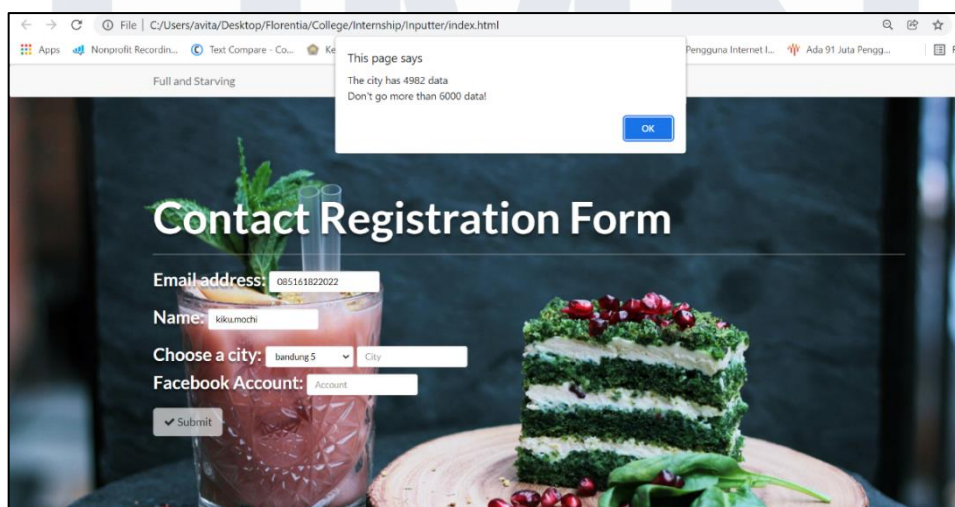 File | C:/Users/avita/Desktop/Florentia/College/Internship/Inputter/index.html
Apps Nonprofit Recordin... Text Compare - Co... Ke Pengguna Internet I... Ada 91 Juta Pengg...
This page says
The city has 4982 data
Don't go more than 6000 data!
OK
Full and Starving
Contact Registration Form
Email address: 085161822022
Name: kiku.mochi
Choose a city: bandung 5 City
Facebook Account: Account
✔ Submit